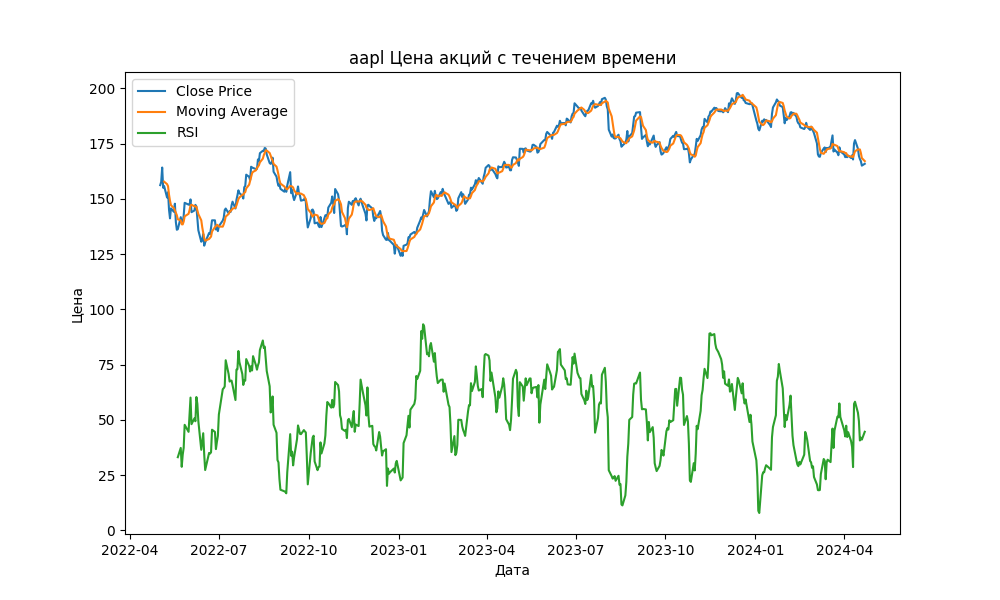 aapl Цена акций с течением времени
Close Price
Moving Average
RSI
200
175
150
125
100
75
50
25
0
Цена
2022-04 2022-07 2022-10 2023-01 2023-04 2023-07 2023-10 2024-01 2024-04
Дата